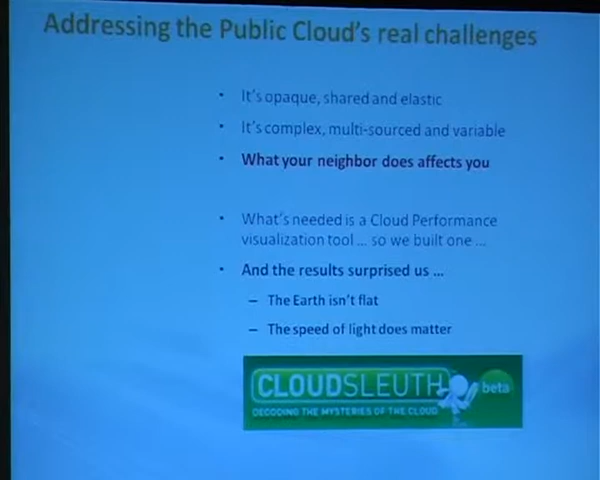 Addressing the Public Cloud's real challenges
• It's opaque, shared and elastic
• It's complex, multi-sourced and variable
• What your neighbor does affects you
• What's needed is a Cloud Performance
visualization tool ... so we built one ...
• And the results surprised us ...
– The Earth isn't flat
– The speed of light does matter
CLOUDSLEUTH beta
DECODING THE MYSTERIES OF THE CLOUD